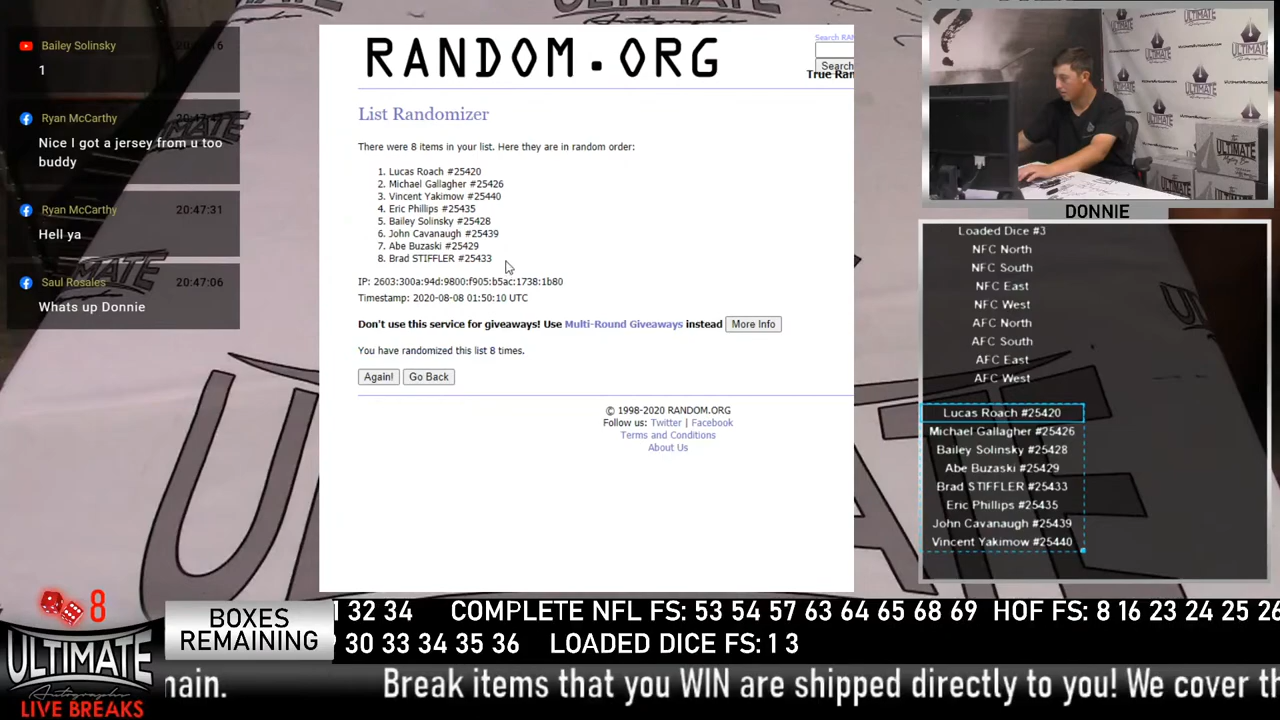 Bailey Solinsky
1
Ryan McCarthy
Nice I got a jersey from u too
buddy
Ryan McCarthy 20:47:31
Hell ya
Saul Rosales 20:47:06
Whats up Donnie
RANDOM.ORG
Search RAN
Search
True Ran
List Randomizer
There were 8 items in your list. Here they are in random order:
1. Lucas Roach #25420
2. Michael Gallagher #25426
3. Vincent Yakimow #25440
4. Eric Phillips #25435
5. Bailey Solinsky #25428
6. John Cavanaugh #25439
7. Abe Buzaski #25429
8. Brad STIFFLER #25433
IP: 2603:300a:94d:9800:f905:b5ac:1738:1b80
Timestamp: 2020-08-08 01:50:10 UTC
Don't use this service for giveaways! Use Multi-Round Giveaways instead More Info
You have randomized this list 8 times.
Again! Go Back
© 1998-2020 RANDOM.ORG
Follow us: Twitter | Facebook
Terms and Conditions
About Us
ULTIMATE
DONNIE
Loaded Dice #3
NFC North
NFC South
NFC East
NFC West
AFC North
AFC South
AFC East
AFC West
Lucas Roach #25420
Michael Gallagher #25426
Bailey Solinsky #25428
Abe Buzaski #25429
Brad STIFFLER #25433
Eric Phillips #25435
John Cavanaugh #25439
Vincent Yakimow #25440
8
BOXES
REMAINING
32 34 COMPLETE NFL FS: 53 54 57 63 64 65 68 69 HOF FS: 8 16 23 24 25 26
30 33 34 35 36 LOADED DICE FS: 1 3
ULTIMATE
Autographs
LIVE BREAKS
main. Break items that you WIN are shipped directly to you! We cover th